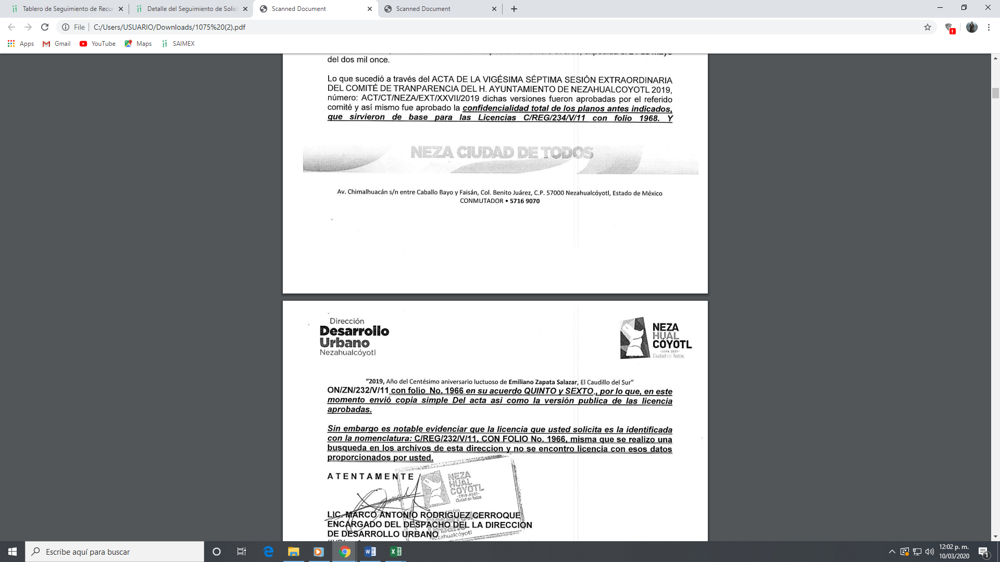 Tablero de Seguimiento de Recur
Detalle del Seguimiento de Solici
Scanned Document
Scanned Document
File
C:/Users/USUARIO/Downloads/1075%20(2).pdf
Apps
Gmail
YouTube
Maps
SAIMEX
del dos mil once.
Lo que sucedió a través del ACTA DE LA VIGÉSIMA SÉPTIMA SESIÓN EXTRAORDINARIA
DEL COMITÉ DE TRANPARENCIA DEL H. AYUNTAMIENTO DE NEZAHUALCOYOTL 2019,
número: ACT/CT/NEZA/EXT/XXVII/2019 dichas versiones fueron aprobadas por el referido
comité y así mismo fue aprobado la confidencialidad total de los planos antes indicados,
que sirvieron de base para las Licencias C/REG/234/V/11 con folio 1968. Y
NEZA CIUDAD DE TODOS
Av. Chimalhuacán s/n entre Caballo Bayo y Faisán, Col. Benito Juárez, C.P. 57000 Nezahualcóyotl, Estado de México
CONMUTADOR • 5716 9070
Dirección
Desarrollo
Urbano
Nezahualcóyotl
NEZA
HUAL
CÓYOTL
·2019-2021·
Ciudad de Todos
“2019, Año del Centésimo aniversario luctuoso de Emiliano Zapata Salazar, El Caudillo del Sur”
ON/ZN/232/V/11 con folio No. 1966 en su acuerdo QUINTO y SEXTO,, por lo que, en este
momento envió copia simple Del acta asi como la versión publica de las licencia
aprobadas.
Sin embargo es notable evidenciar que la licencia que usted solicita es la identificada
con la nomenclatura: C/REG/232/V/11, CON FOLIO No. 1966, misma que se realizo una
busqueda en los archivos de esta direccion y no se encontro licencia con esos datos
proporcionados por usted.
A T E N T A M E N T E
NEZA
HUAL
CÓYOTL
·2019-2021·
Ciudad de Todos
LIC. MARCO ANTONIO RODRIGUEZ CERROQUE
ENCARGADO DEL DESPACHO DEL LA DIRECCION
DE DESARROLLO URBANO
Nezahualcóyotl
Escribe aquí para buscar
12:02 p. m.
10/03/2020
1